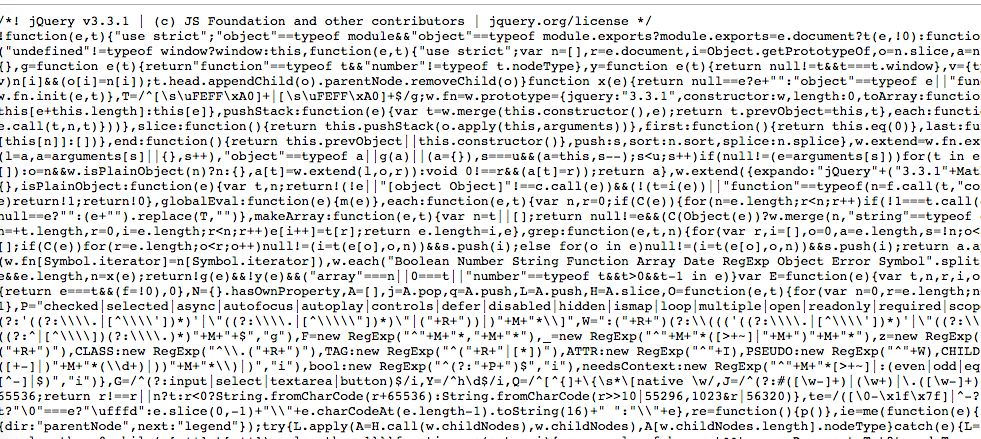 /*! jQuery v3.3.1 | (c) JS Foundation and other contributors | jquery.org/license */
!function(e,t){"use strict";"object"==typeof module&&"object"==typeof module.exports?module.exports=e.document?t(e,!0):function
("undefined"!=typeof window?window:this,function(e,t){"use strict";var n=[],r=e.document,i=Object.getPrototypeOf,o=n.slice,a=n
{},g=function e(t){return"function"==typeof t&&"number"!=typeof t.nodeType},y=function e(t){return null!=t&&t===t.window},v={t
v)n[i]&&(o[i]=n[i]);t.head.appendChild(o).parentNode.removeChild(o)}function x(e){return null==e?e+"":"object"==typeof e||"fun
w.fn.init(e,t)},T=/^[\s\uFEFF\xA0]+|[\s\uFEFF\xA0]+$/g;w.fn=w.prototype={jquery:"3.3.1",constructor:w,length:0,toArray:functio
this[e+this.length]:this[e]},pushStack:function(e){var t=w.merge(this.constructor(),e);return t.prevObject=this,t},each:functi
e.call(t,n,t)}))},slice:function(){return this.pushStack(o.apply(this,arguments))},first:function(){return this.eq(0)},last:fu
[this[n]]:[])},end:function(){return this.prevObject||this.constructor()},push:s,sort:n.sort,splice:n.splice},w.extend=w.fn.ex
(l=a,a=arguments[s]||{},s++),"object"==typeof a||g(a)||(a={}),s===u&&(a=this,s--);s<u;s++)if(null!=(e=arguments[s]))for(t in e
[]):o=n&&w.isPlainObject(n)?n:{},a[t]=w.extend(l,o,r)):void 0!==r&&(a[t]=r));return a},w.extend({expando:"jQuery"+("3.3.1"+Mat
{},isPlainObject:function(e){var t,n;return!(!e||"[object Object]"!==c.call(e))&&(!(t=i(e))||"function"==typeof(n=f.call(t,"co
e)return!1;return!0},globalEval:function(e){m(e)},each:function(e,t){var n,r=0;if(C(e)){for(n=e.length;r<n;r++)if(!1===t.call(
null==e?"":(e+"").replace(T,"")},makeArray:function(e,t){var n=t||[];return null!=e&&(C(Object(e))?w.merge(n,"string"==typeof
n=+t.length,r=0,i=e.length;r<n;r++)e[i++]=t[r];return e.length=i,e},grep:function(e,t,n){for(var r,i=[],o=0,a=e.length,s=!n;o<
[];if(C(e))for(r=e.length;o<r;o++)null!=(i=t(e[o],o,n))&&s.push(i);else for(o in e)null!=(i=t(e[o],o,n))&&s.push(i);return a.a
(w.fn[Symbol.iterator]=n[Symbol.iterator]),w.each("Boolean Number String Function Array Date RegExp Object Error Symbol".split
e&&e.length,n=x(e);return!g(e)&&!y(e)&&("array"===n||0===t||"number"==typeof t&&t>0&&t-1 in e)}var E=function(e){var t,n,r,i,o
{return e===t&&(f=!0),0},N={}.hasOwnProperty,A=[],j=A.pop,q=A.push,L=A.push,H=A.slice,O=function(e,t){for(var n=0,r=e.length;n
1},P="checked|selected|async|autofocus|autoplay|controls|defer|disabled|hidden|ismap|loop|multiple|open|readonly|required|scop
(?:'((?:\\\\.|[^\\\\'])*)'|\"((?:\\\\.|[^\\\\\"])*)\"|("+R+"))|)"+M+"*\\]",W=":("+R+")(?:\\((('((?:\\\\.|[^\\\\'])*)'|\"((?:\\
((?:^|[^\\\\])(?:\\\\.)*)"+M+"+$","g"),F=new RegExp("^"+M+"*,"+M+"*"),_=new RegExp("^"+M+"*([>+~]|"+M+")"+M+"*"),z=new RegExp(
("+R+")"),CLASS:new RegExp("^\\.("+R+")"),TAG:new RegExp("^("+R+"|[*])"),ATTR:new RegExp("^"+I),PSEUDO:new RegExp("^"+W),CHILD
([+-]|)"+M+"*(\\d+)|))"+M+"*\\)|)","i"),bool:new RegExp("^(?:"+P+")$","i"),needsContext:new RegExp("^"+M+"*[>+~]|:(even|odd|eq
[^-]|$)","i")},G=/^(?:input|select|textarea|button)$/i,Y=/^h\d$/i,Q=/^[^{]+\{\s*\[native \w/,J=/^(?:#([\w-]+)|(\w+)|\.([\w-]+)
65536;return r!==r||n?t:r<0?String.fromCharCode(r+65536):String.fromCharCode(r>>10|55296,1023&r|56320)},te=/([\0-\x1f\x7f]|^-?
t?"\0"===e?"\ufffd":e.slice(0,-1)+"\\"+e.charCodeAt(e.length-1).toString(16)+" ":"\\"+e},re=function(){p()},ie=me(function(e){
{dir:"parentNode",next:"legend"});try{L.apply(A=H.call(w.childNodes),w.childNodes),A[w.childNodes.length].nodeType}catch(e){L=